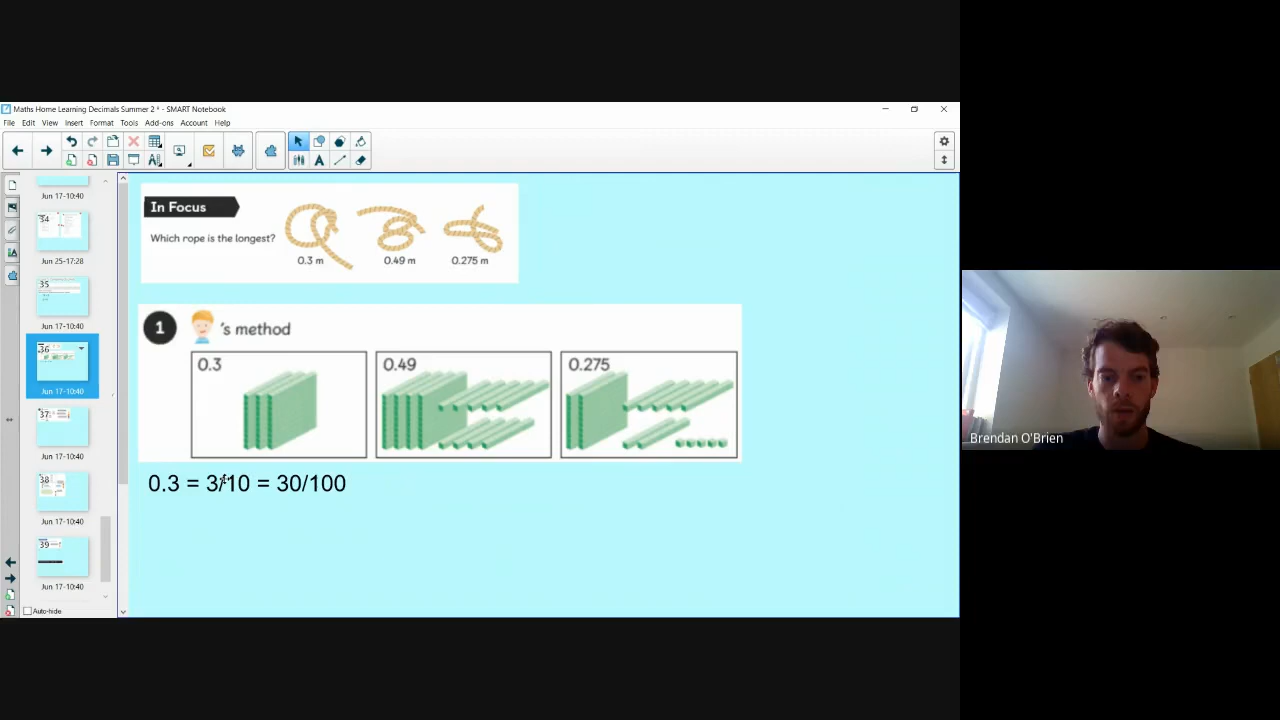 Maths Home Learning Decimals Summer 2 * - SMART Notebook
File Edit View Insert Format Tools Add-ons Account Help
Jun 17-10:40
34
Jun 25-17:28
35
Jun 17-10:40
36
Jun 17-10:40
37
Jun 17-10:40
38
Jun 17-10:40
39
Jun 17-10:40
Auto-hide
In Focus
Which rope is the longest?
0.3 m 0.49 m 0.275 m
1 's method
0.3 0.49 0.275
0.3 = 3/10 = 30/100
Brendan O'Brien